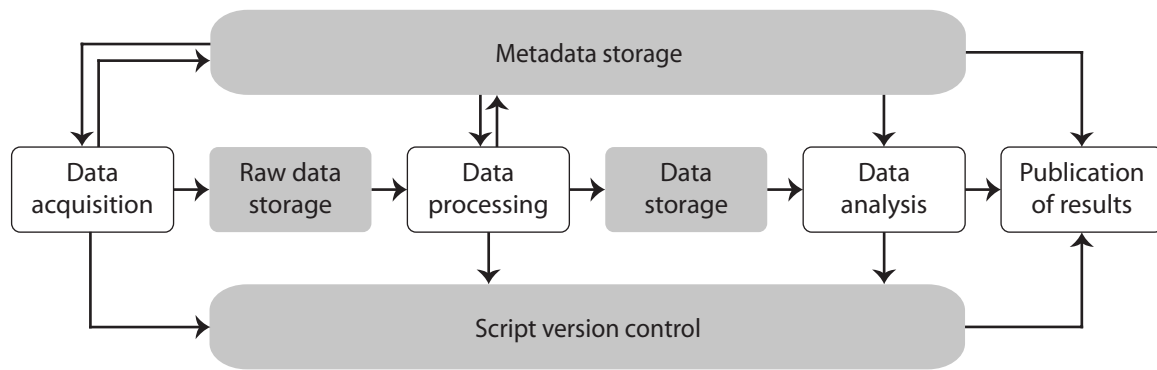 Metadata storage
Data
acquisition
Raw data
storage
Data
processing
Data
storage
Data
analysis
Publication
of results
Script version control